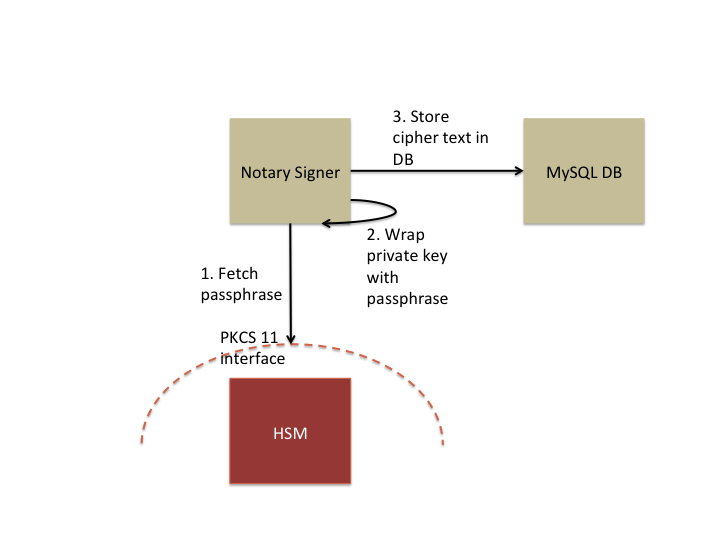 3. Store
cipher text in
DB
Notary Signer
MySQL DB
2. Wrap
private key
with
passphrase
1. Fetch
passphrase
PKCS 11
interface
HSM